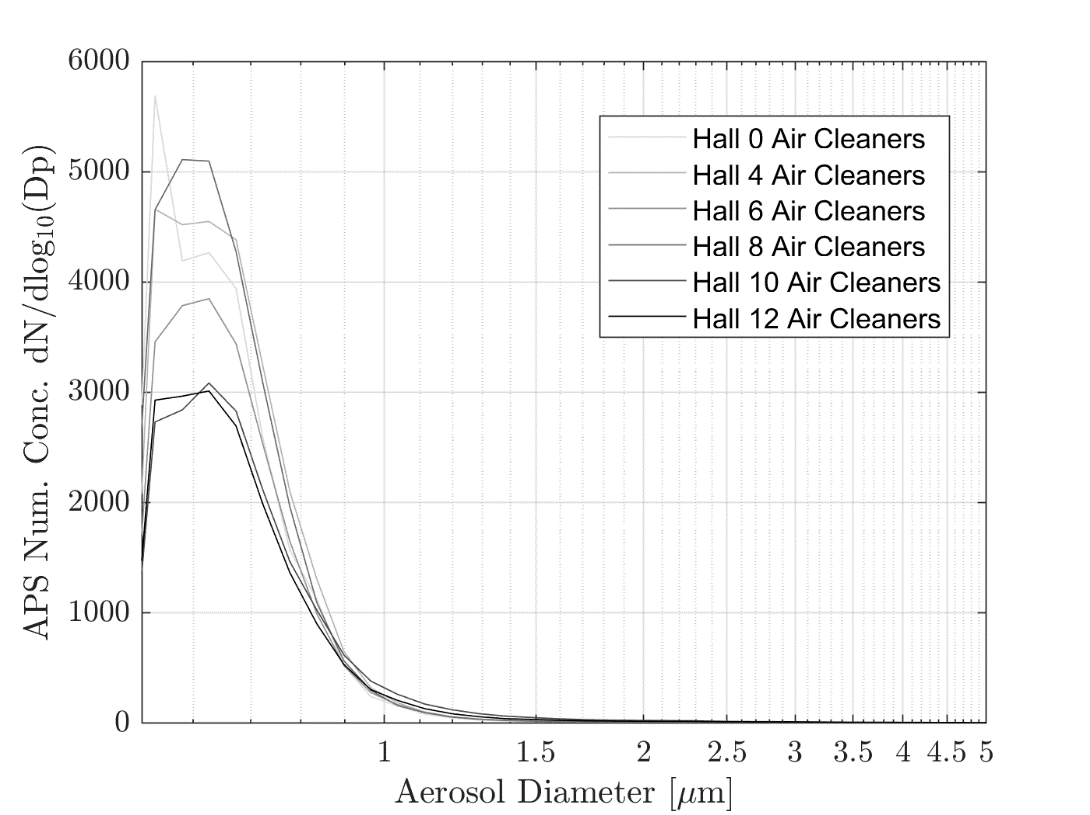 6000
5000
4000
3000
2000
1000
0
APS Num. Conc. dN/dlog10(Dp)
Hall 0 Air Cleaners
Hall 4 Air Cleaners
Hall 6 Air Cleaners
Hall 8 Air Cleaners
Hall 10 Air Cleaners
Hall 12 Air Cleaners
1 1.5 2 2.5 3 3.5 4 4.5 5
Aerosol Diameter [μm]